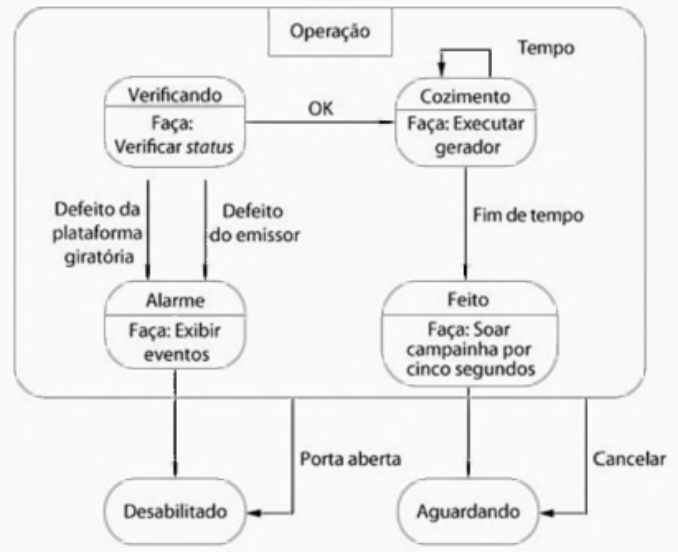 Operação
Tempo
Verificando
Faça:
Verificar status
OK
Cozimento
Faça: Executar
gerador
Defeito da
plataforma
giratória
Defeito
do emissor
Fim de tempo
Alarme
Faça: Exibir
eventos
Feito
Faça: Soar
campainha por
cinco segundos
Porta aberta
Cancelar
Desabilitado
Aguardando